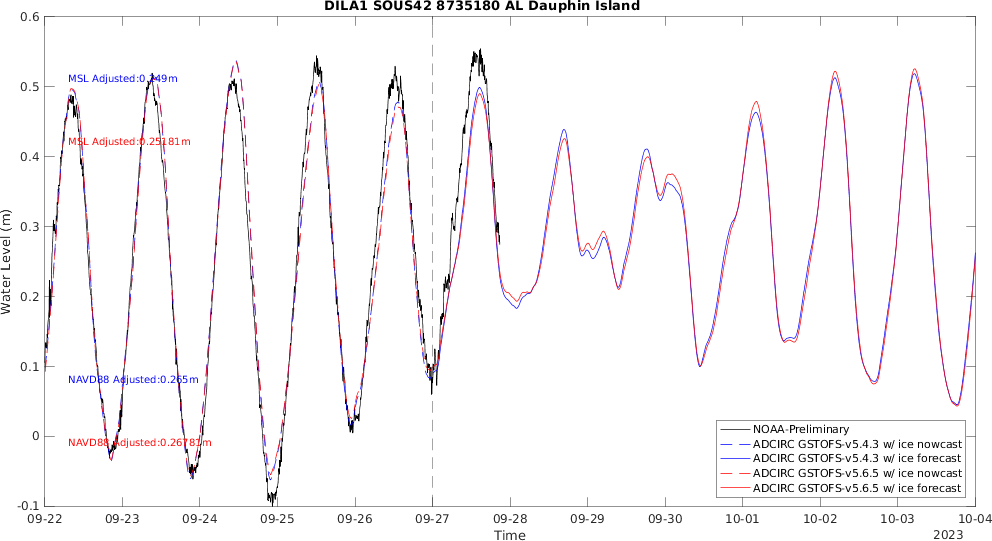 DILA1 SOUS42 8735180 AL Dauphin Island
0.6
0.5
0.4
0.3
0.2
0.1
0
-0.1
Water Level (m)
MSL Adjusted:0.249m
MSL Adjusted:0.25181m
NAVD88 Adjusted:0.265m
NAVD88 Adjusted:0.26781m
NOAA-Preliminary
ADCIRC GSTOFS-v5.4.3 w/ ice nowcast
ADCIRC GSTOFS-v5.4.3 w/ ice forecast
ADCIRC GSTOFS-v5.6.5 w/ ice nowcast
ADCIRC GSTOFS-v5.6.5 w/ ice forecast
09-22 09-23 09-24 09-25 09-26 09-27 09-28 09-29 09-30 10-01 10-02 10-03 10-04
Time
2023